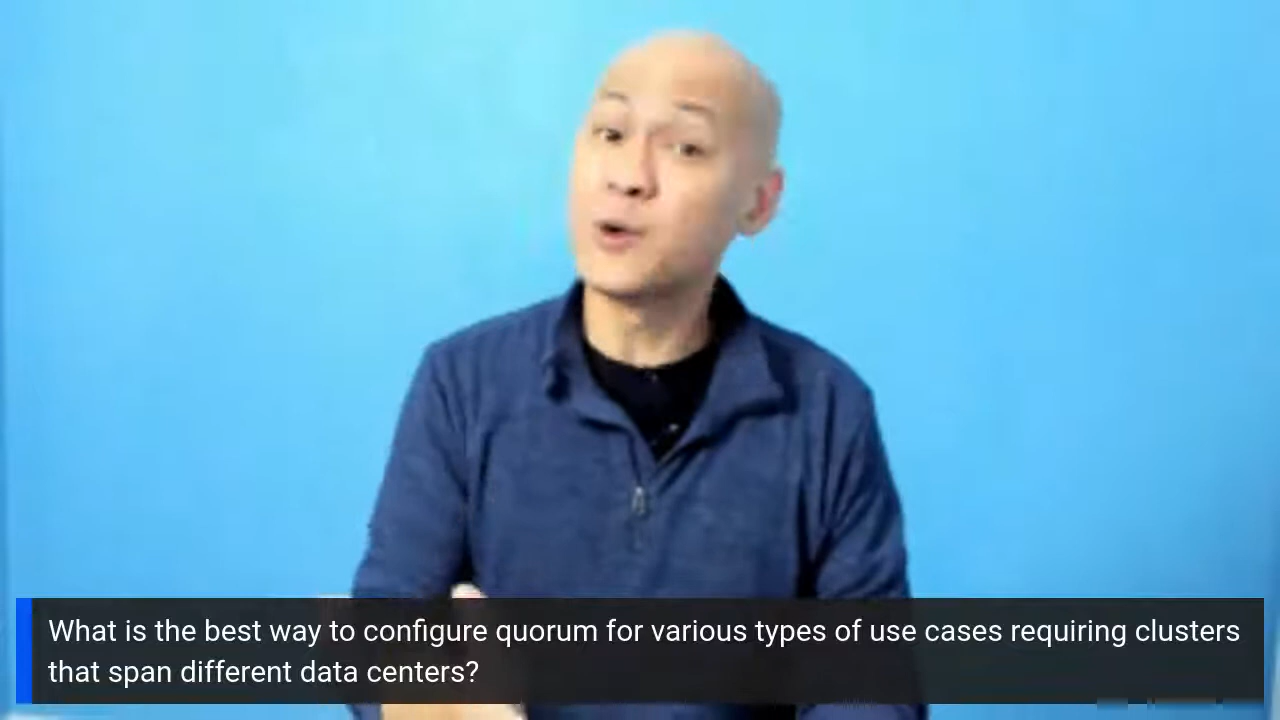 What is the best way to configure quorum for various types of use cases requiring clusters
that span different data centers?